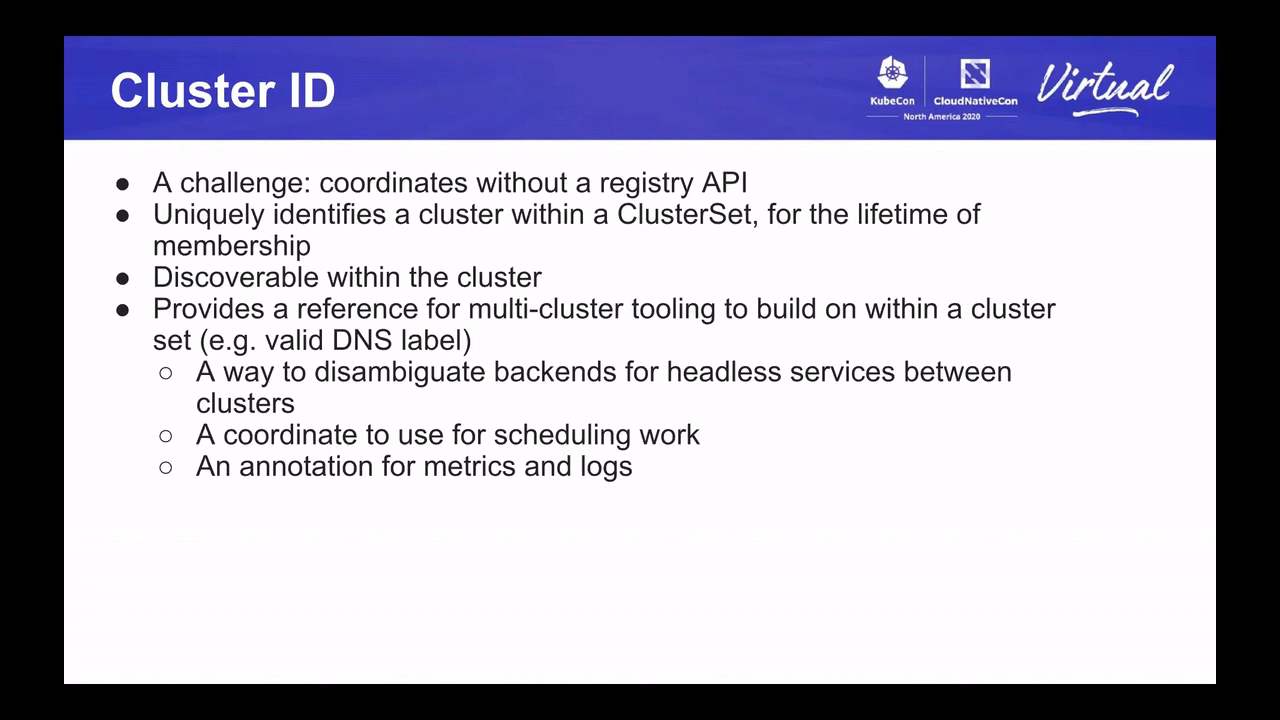 Cluster ID
KubeCon
CloudNativeCon
North America 2020
Virtual
● A challenge: coordinates without a registry API
● Uniquely identifies a cluster within a ClusterSet, for the lifetime of
membership
● Discoverable within the cluster
● Provides a reference for multi-cluster tooling to build on within a cluster
set (e.g. valid DNS label)
○ A way to disambiguate backends for headless services between
clusters
○ A coordinate to use for scheduling work
○ An annotation for metrics and logs